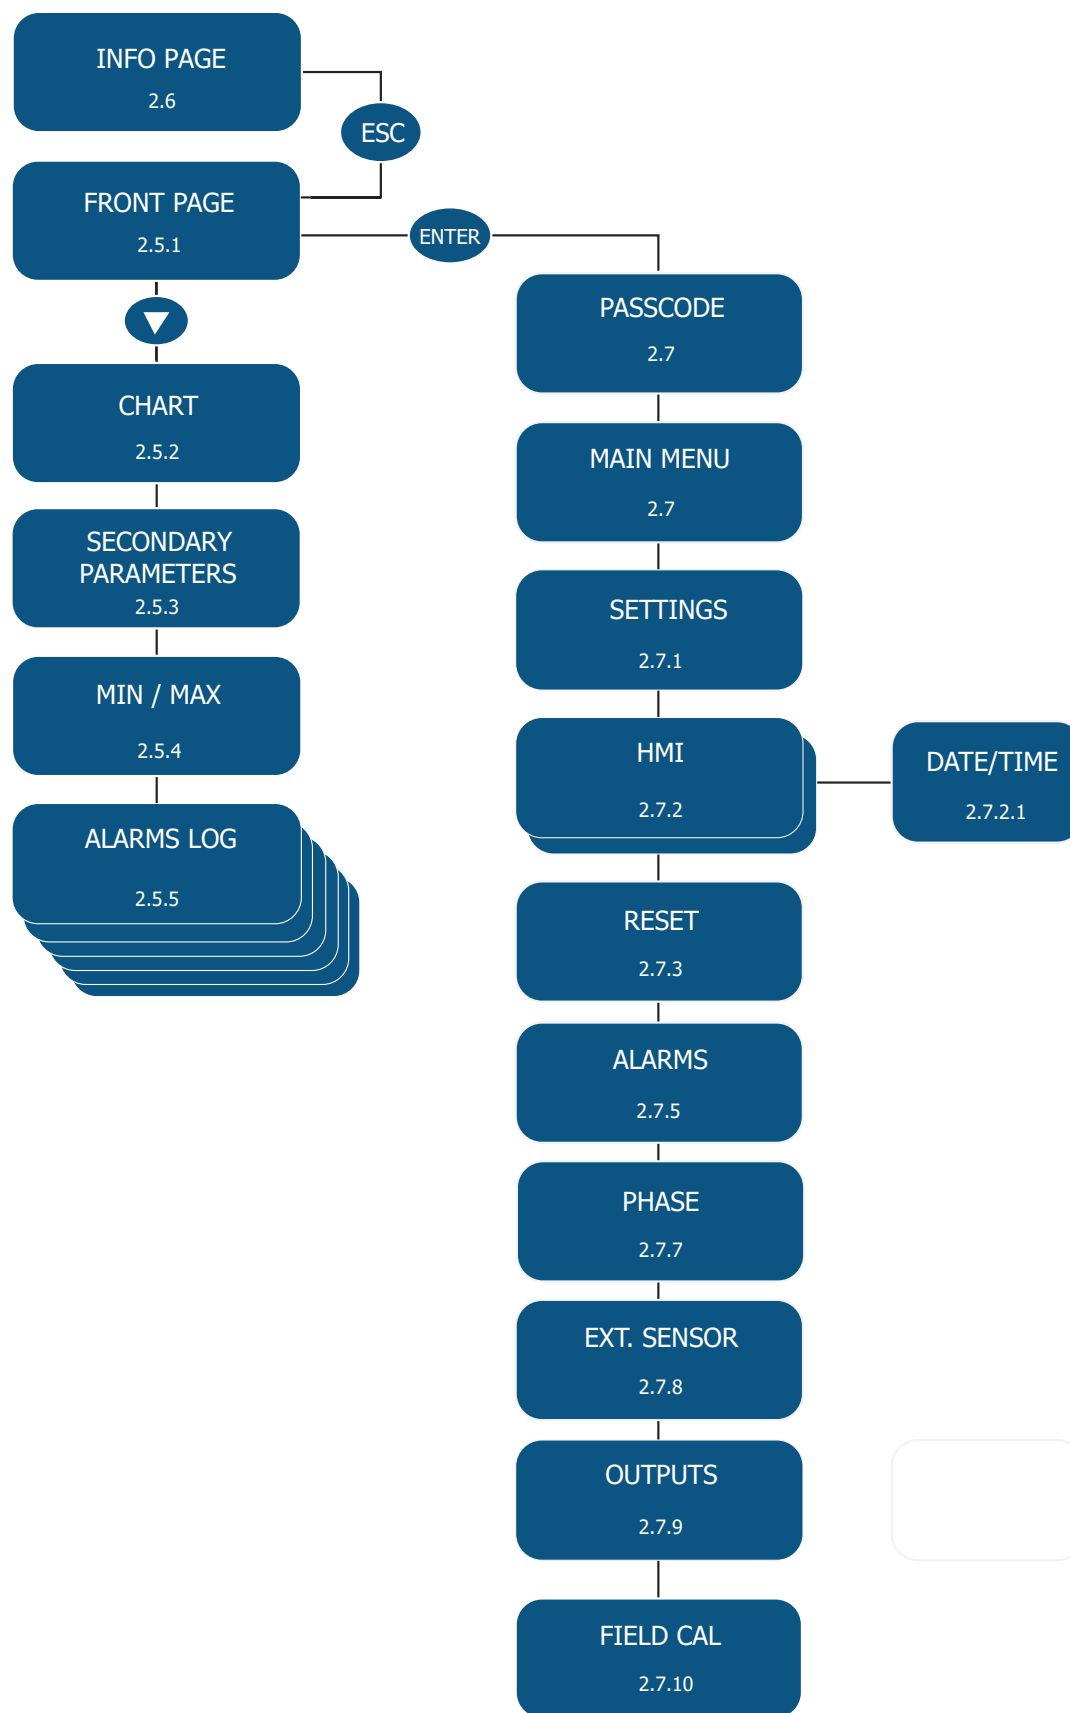 INFO PAGE
2.6
ESC
FRONT PAGE
2.5.1
ENTER
CHART
2.5.2
SECONDARY
PARAMETERS
2.5.3
MIN / MAX
2.5.4
ALARMS LOG
2.5.5
PASSCODE
2.7
MAIN MENU
2.7
SETTINGS
2.7.1
HMI
2.7.2
DATE/TIME
2.7.2.1
RESET
2.7.3
ALARMS
2.7.5
PHASE
2.7.7
EXT. SENSOR
2.7.8
OUTPUTS
2.7.9
FIELD CAL
2.7.10